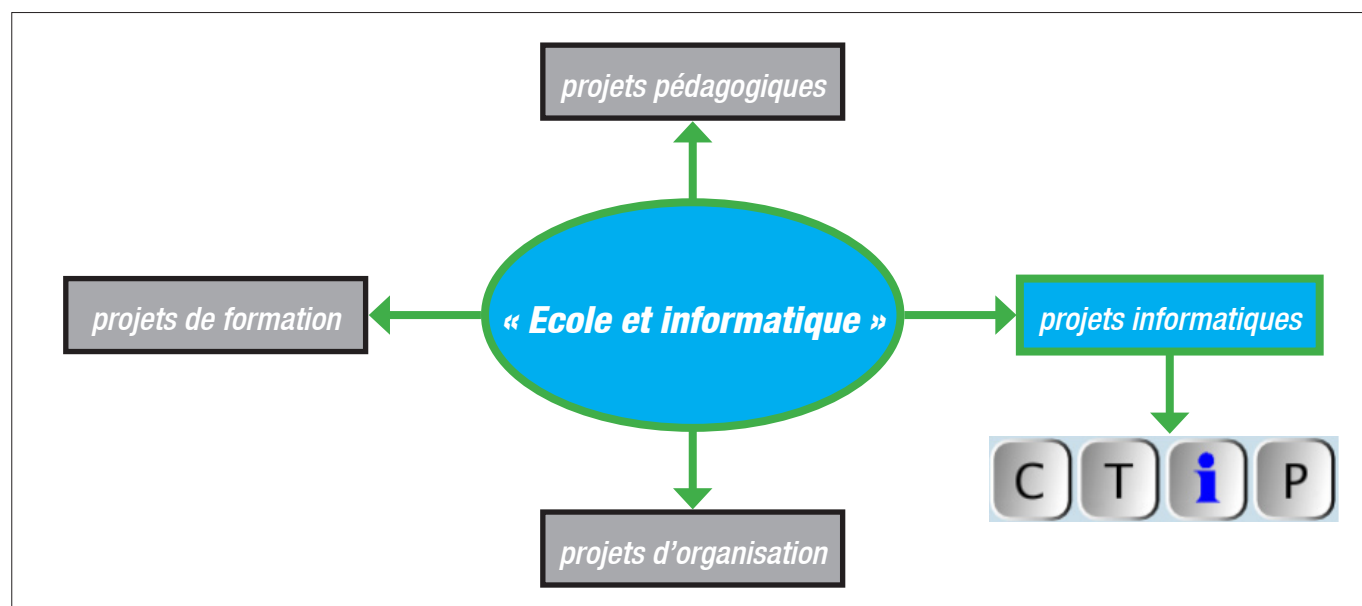 projets pédagogiques
projets de formation
« Ecole et informatique »
projets informatiques
C T i P
projets d'organisation